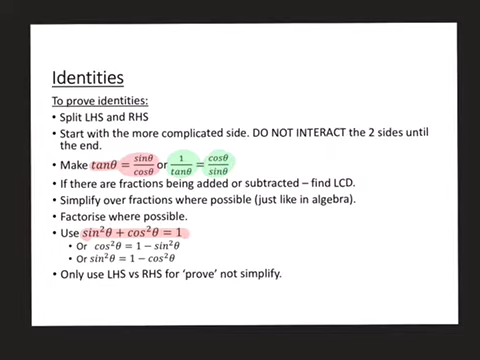 Identities
To prove identities:
• Split LHS and RHS
• Start with the more complicated side. DO NOT INTERACT the 2 sides until
the end.
• Make tanθ = sinθ/cosθ or 1/tanθ = cosθ/sinθ
• If there are fractions being added or subtracted – find LCD.
• Simplify over fractions where possible (just like in algebra).
• Factorise where possible.
• Use sin²θ + cos²θ = 1
• Or cos²θ = 1 − sin²θ
• Or sin²θ = 1 − cos²θ
• Only use LHS vs RHS for 'prove' not simplify.